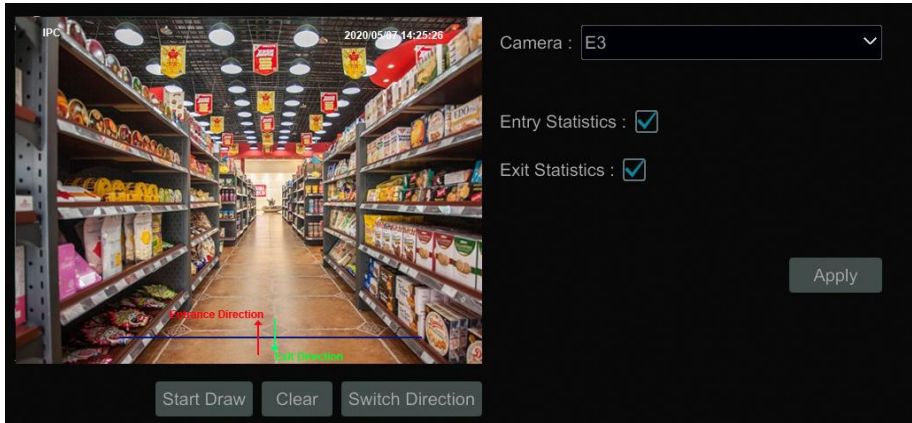 IPC
2020/05/07 14:25:26
Camera : E3
Entry Statistics :
Exit Statistics :
Apply
Entrance Direction
Exit Direction
Start Draw Clear Switch Direction